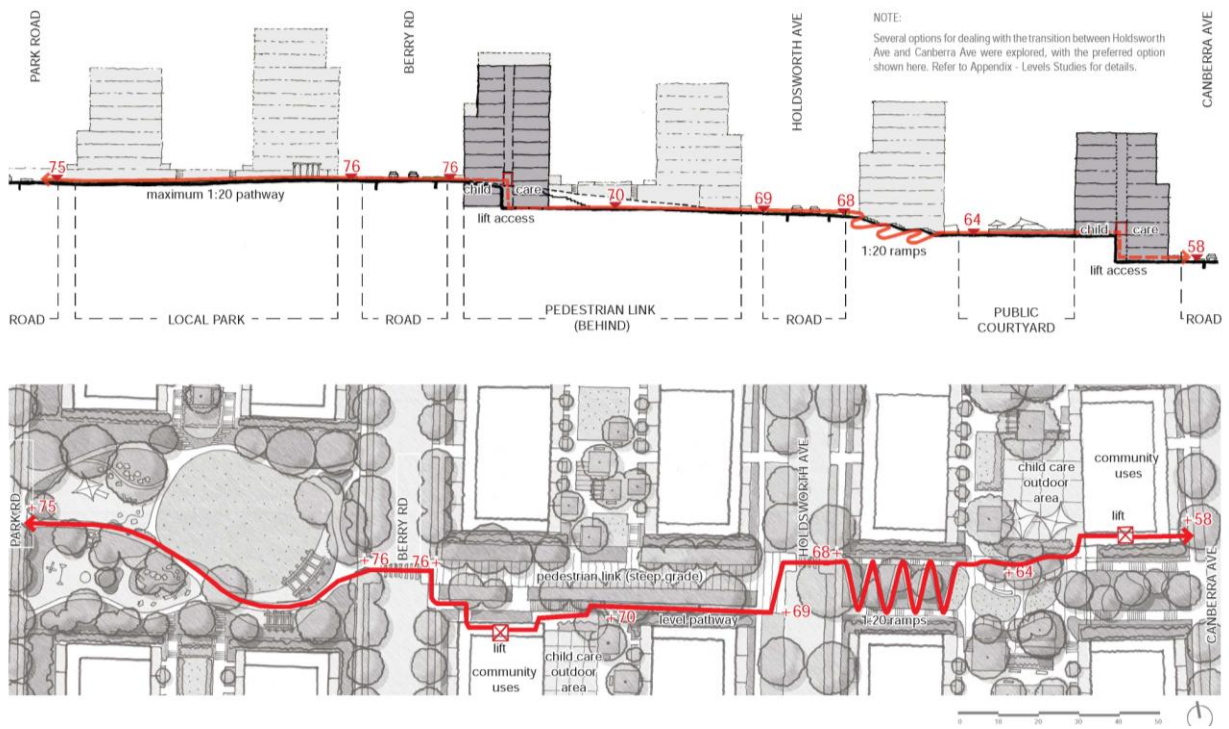 PARK ROAD
BERRY RD
HOLDSWORTH AVE
CANBERRA AVE
NOTE:
Several options for dealing with the transition between Holdsworth
Ave and Canberra Ave were explored, with the preferred option
shown here. Refer to Appendix - Levels Studies for details.
75
76
76
70
69
68
64
58
maximum 1:20 pathway
child care
lift access
1:20 ramps
child care
lift access
ROAD
LOCAL PARK
ROAD
PEDESTRIAN LINK
(BEHIND)
ROAD
PUBLIC
COURTYARD
ROAD
PARK RD
+75
+76
BERRY RD
76+
pedestrian link (steep grade)
lift
community
uses
child care
outdoor
area
+70
level pathway
+69
HOLDSWORTH AVE
68+
1:20 ramps
+64
child care
outdoor
area
community
uses
lift
+58
CANBERRA AVE
0 10 20 30 40 50